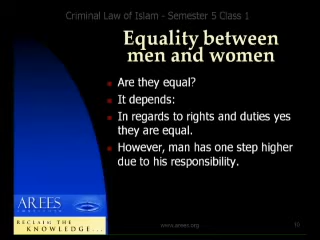 Criminal Law of Islam - Semester 5 Class 1
Equality between
men and women
Are they equal?
It depends:
In regards to rights and duties yes
they are equal.
However, man has one step higher
due to his responsibility.
AREES
RECLAIM THE
KNOWLEDGE...
www.arees.org
15